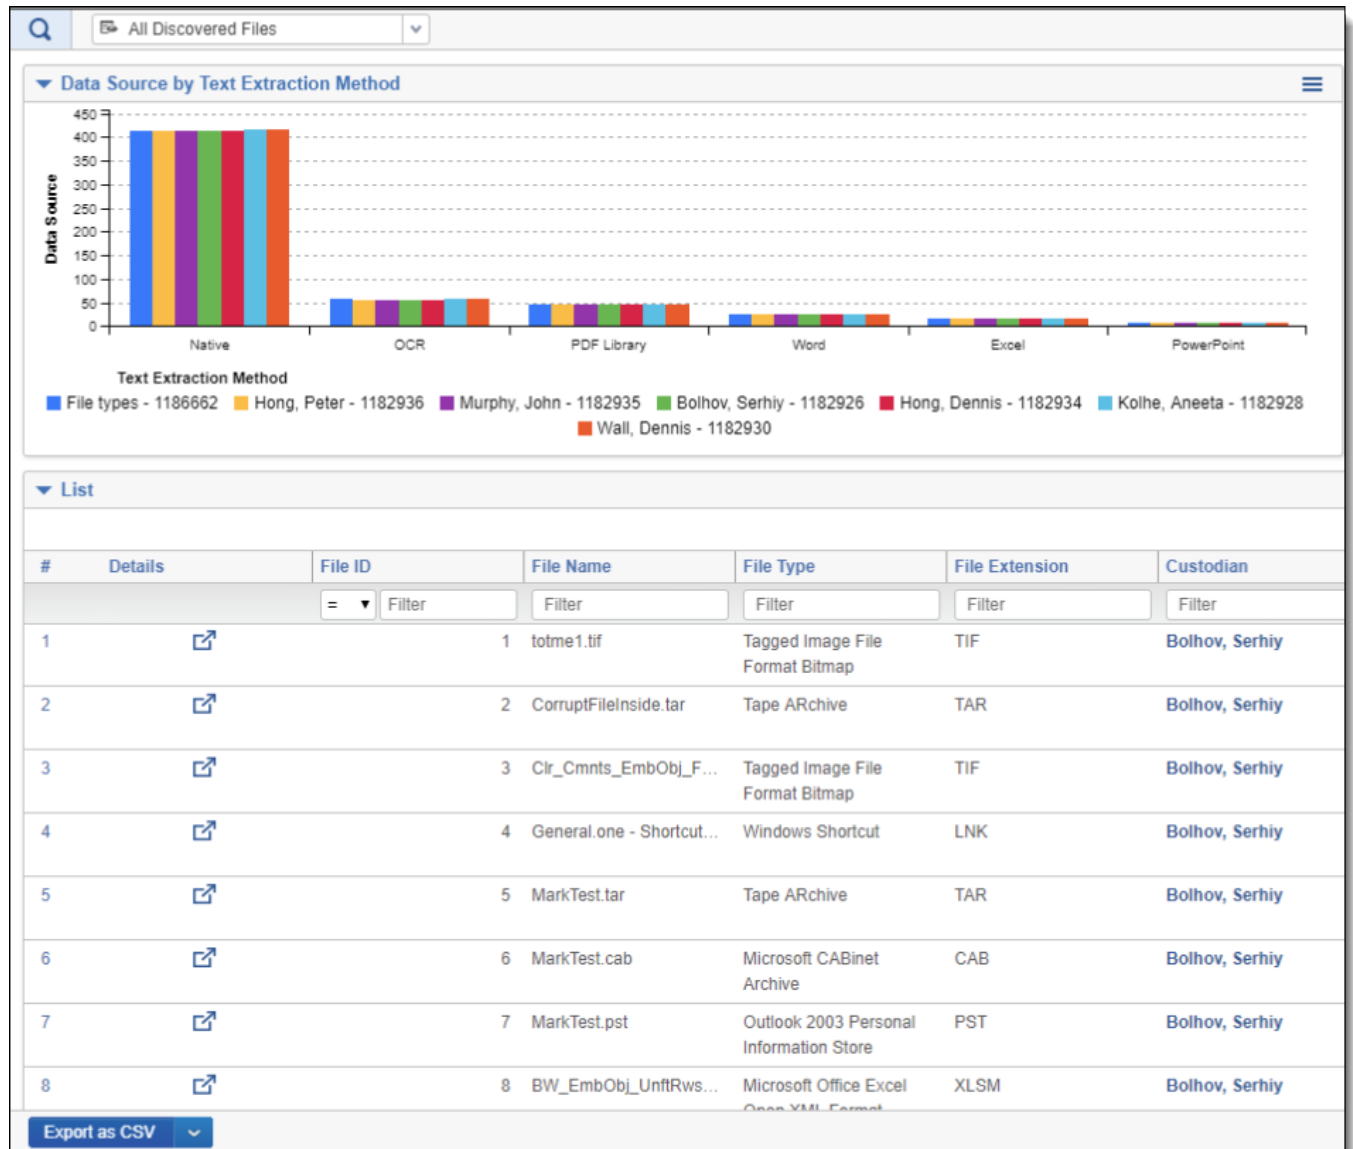 All Discovered Files
Data Source by Text Extraction Method
450
400
350
300
250
200
150
100
50
0
Data Source
Native OCR PDF Library Word Excel PowerPoint
Text Extraction Method
File types - 1186662 Hong, Peter - 1182936 Murphy, John - 1182935 Bolhov, Serhiy - 1182926 Hong, Dennis - 1182934 Kolhe, Aneeta - 1182928
Wall, Dennis - 1182930
List
# Details File ID File Name File Type File Extension Custodian
= Filter Filter Filter Filter Filter
1 1 totme1.tif Tagged Image File TIF Bolhov, Serhiy
Format Bitmap
2 2 CorruptFileInside.tar Tape ARchive TAR Bolhov, Serhiy
3 3 Clr_Cmnts_EmbObj_F... Tagged Image File TIF Bolhov, Serhiy
Format Bitmap
4 4 General.one - Shortcut... Windows Shortcut LNK Bolhov, Serhiy
5 5 MarkTest.tar Tape ARchive TAR Bolhov, Serhiy
6 6 MarkTest.cab Microsoft CABinet CAB Bolhov, Serhiy
Archive
7 7 MarkTest.pst Outlook 2003 Personal PST Bolhov, Serhiy
Information Store
8 8 BW_EmbObj_UnftRws... Microsoft Office Excel XLSM Bolhov, Serhiy
Open XML Format
Export as CSV